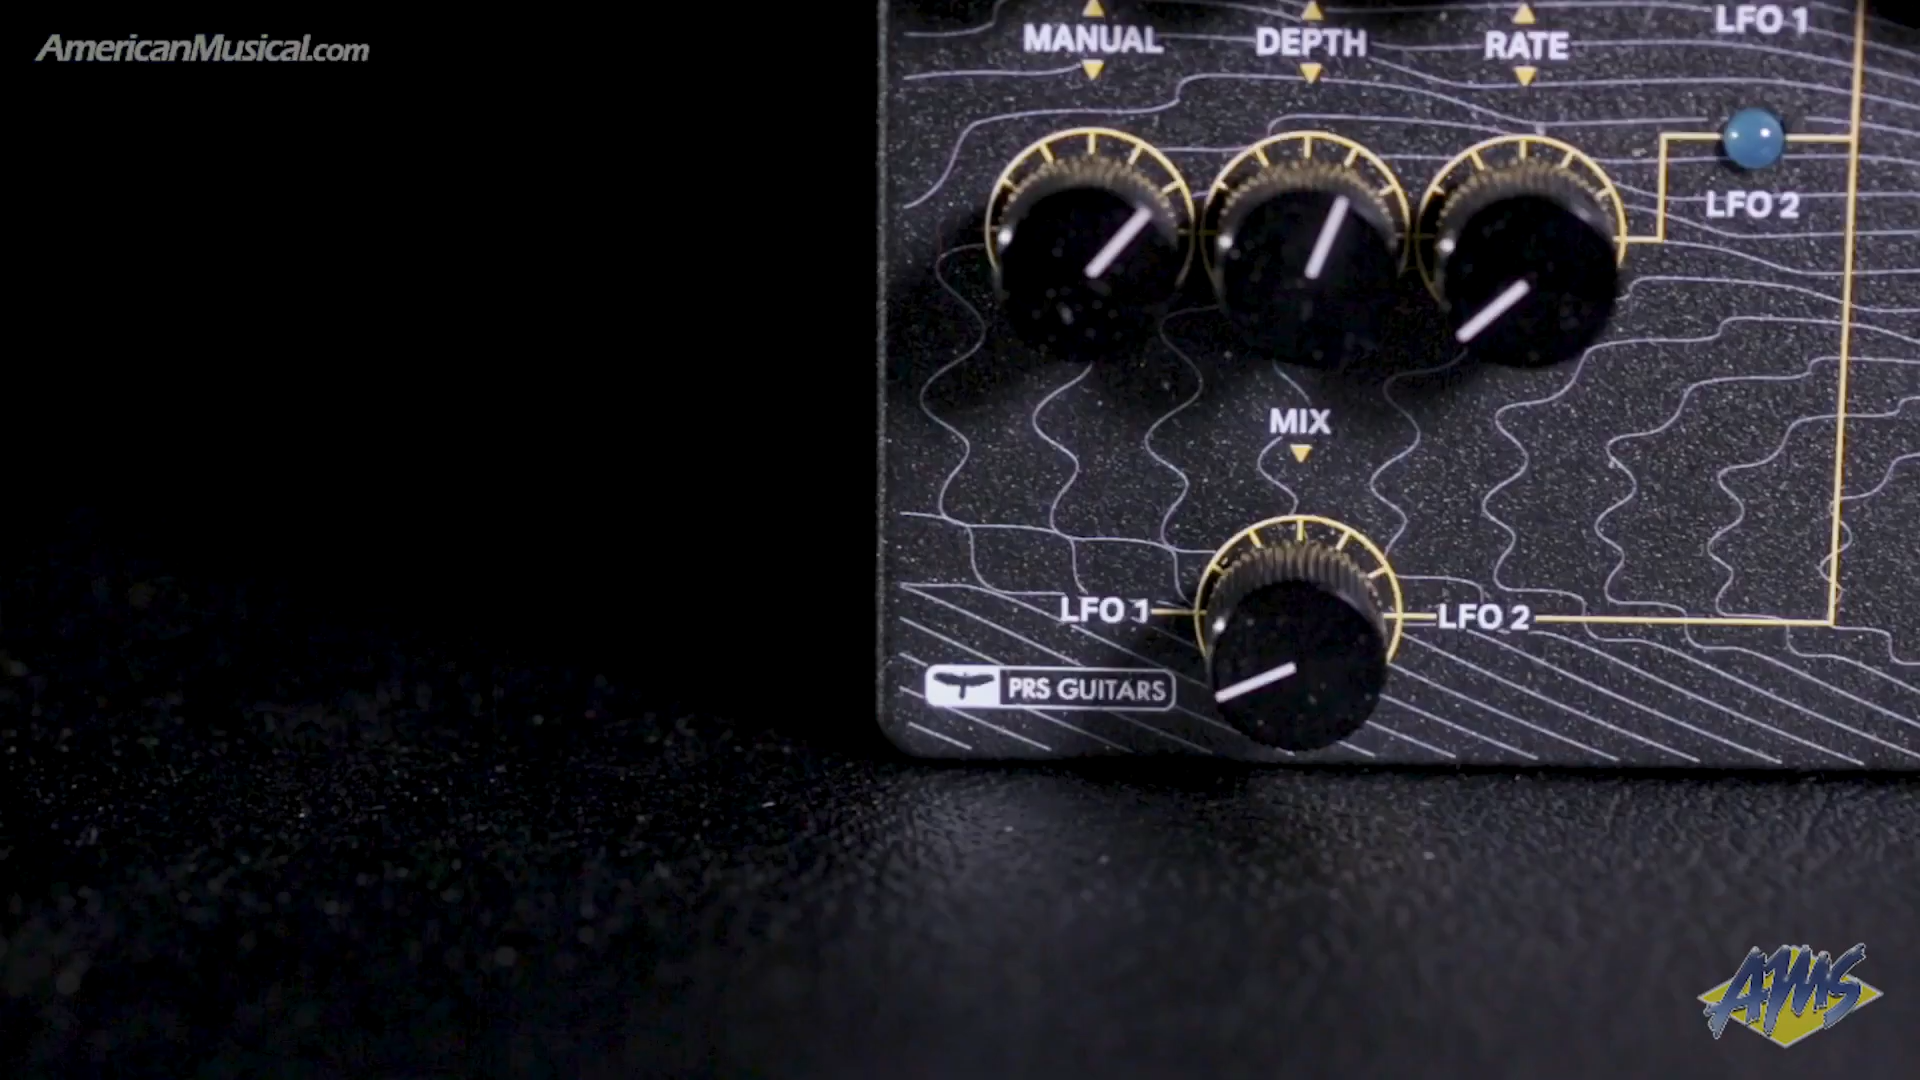 AmericanMusical.com
MANUAL
DEPTH
RATE
LFO 1
LFO 2
MIX
LFO 1
LFO 2
PRS GUITARS
AMS